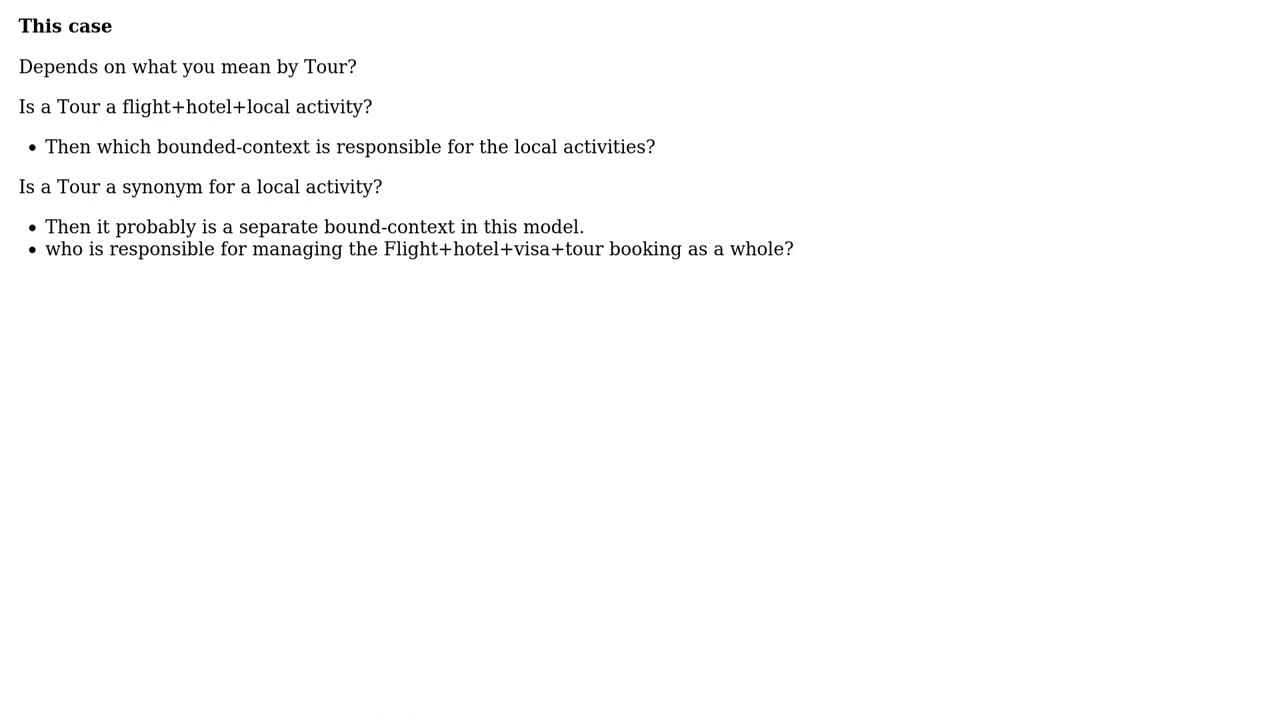 This case
Depends on what you mean by Tour?
Is a Tour a flight+hotel+local activity?
• Then which bounded-context is responsible for the local activities?
Is a Tour a synonym for a local activity?
• Then it probably is a separate bound-context in this model.
• who is responsible for managing the Flight+hotel+visa+tour booking as a whole?